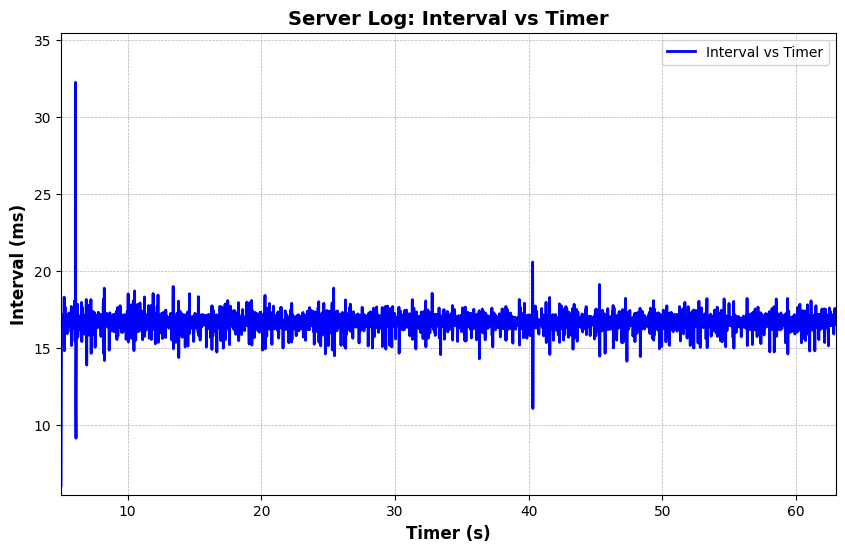 Server Log: Interval vs Timer
Interval vs Timer
35
30
25
20
15
10
Interval (ms)
10 20 30 40 50 60
Timer (s)